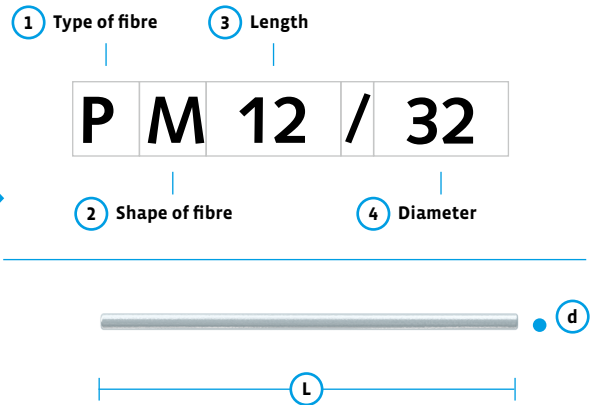 1 Type of fibre 3 Length
P M 12 / 32
2 Shape of fibre 4 Diameter
d
L